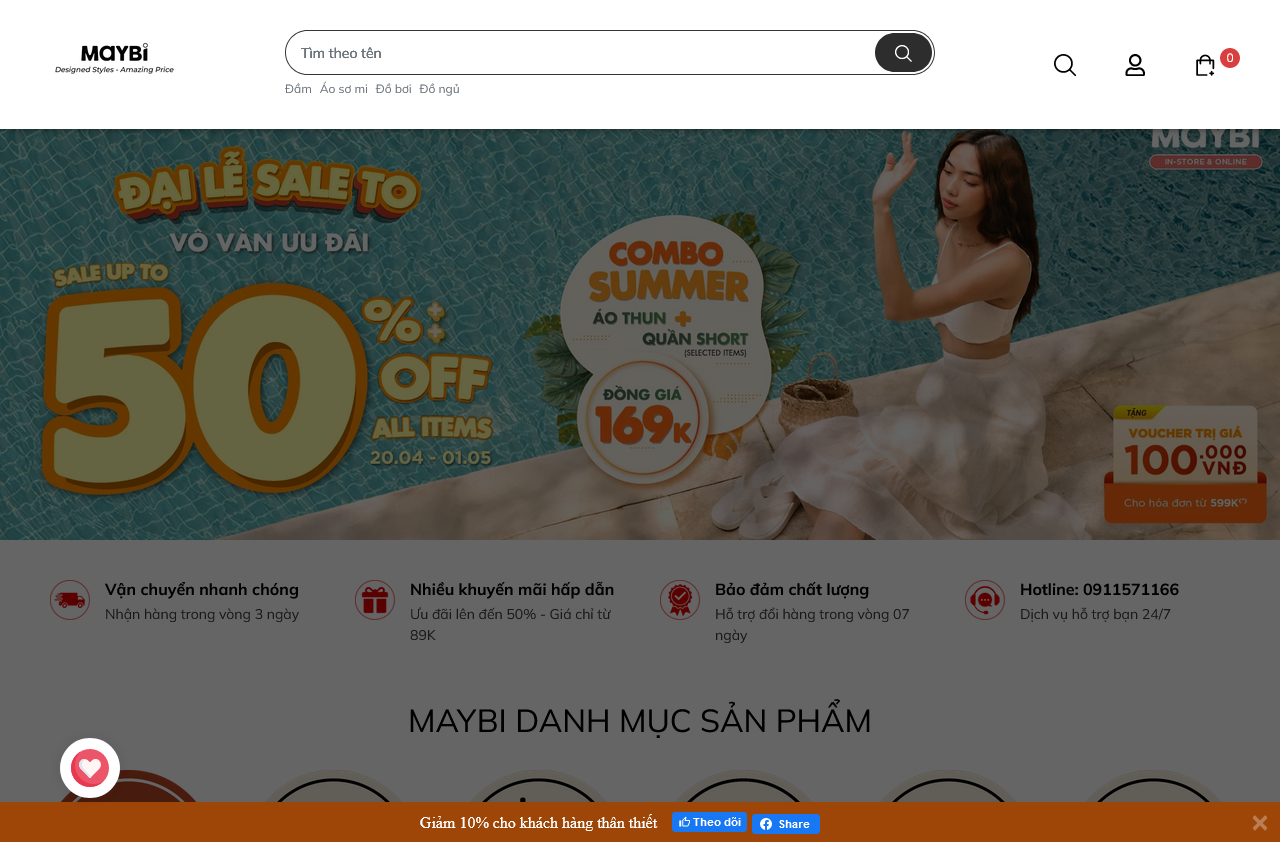 MAYBI
Designed Styles - Amazing Price
Tìm theo tên
Đầm Áo sơ mi Đồ bơi Đồ ngủ
0
MAYBI
IN-STORE & ONLINE
ĐẠI LỄ SALE TO
VÔ VÀN ƯU ĐÃI
SALE UP TO
50%
OFF
ALL ITEMS
20.04 - 01.05
COMBO
SUMMER
ÁO THUN +
QUẦN SHORT
(SELECTED ITEMS)
ĐỒNG GIÁ
169K
TẶNG
VOUCHER TRỊ GIÁ
100.000
VNĐ
Cho hóa đơn từ 599K(*)
Vận chuyển nhanh chóng
Nhận hàng trong vòng 3 ngày
Nhiều khuyến mãi hấp dẫn
Ưu đãi lên đến 50% - Giá chỉ từ
89K
Bảo đảm chất lượng
Hỗ trợ đổi hàng trong vòng 07
ngày
Hotline: 0911571166
Dịch vụ hỗ trợ bạn 24/7
MAYBI DANH MỤC SẢN PHẨM
Giảm 10% cho khách hàng thân thiết
Theo dõi
Share